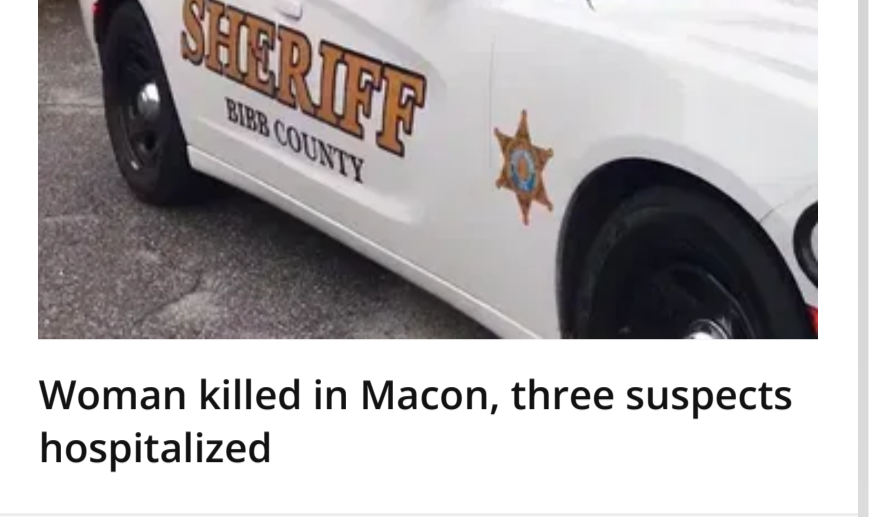 SHERIFF
BIBB COUNTY
Woman killed in Macon, three suspects
hospitalized